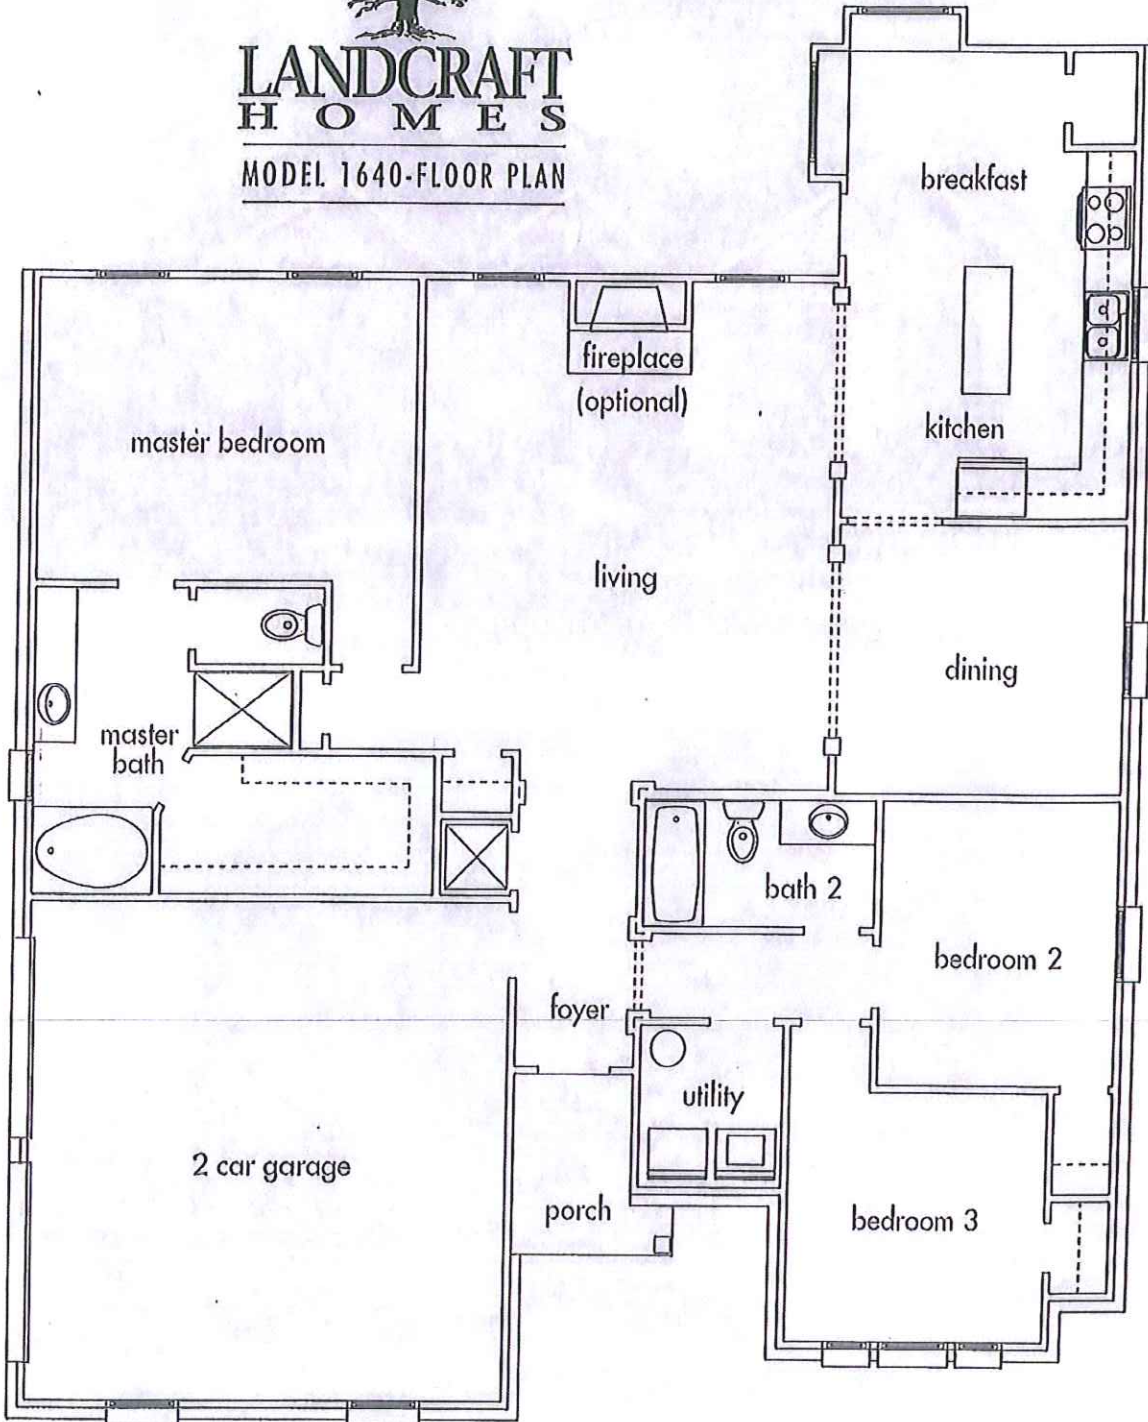 LANDCRAFT
HOMES
MODEL 1640-FLOOR PLAN
breakfast
fireplace
(optional)
kitchen
master bedroom
living
dining
master
bath
bath 2
bedroom 2
foyer
utility
2 car garage
porch
bedroom 3